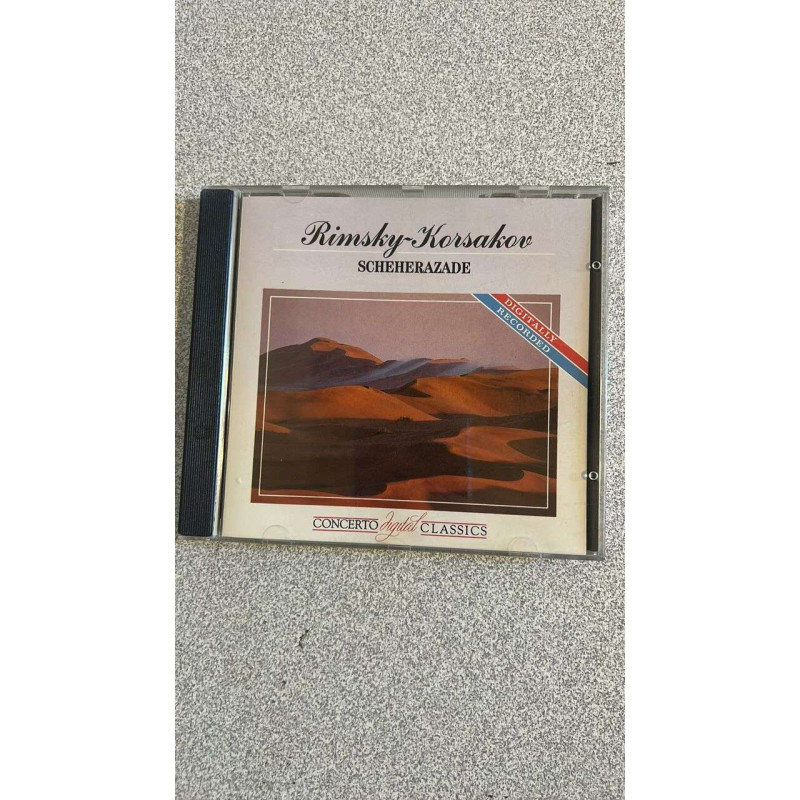 Rimsky-Korsakov
SCHEHERAZADE
DIGITALLY
RECORDED
CONCERTO digital CLASSICS